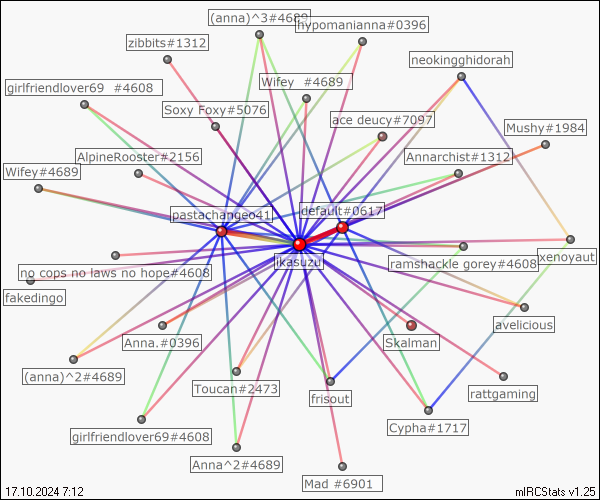 (anna)^3#4689
hypomanianna#0396
zibbits#1312
neokingghidorah
girlfriendlover69 #4608
Wifey #4689
Soxy Foxy#5076
ace deucy#7097
Mushy#1984
AlpineRooster#2156
Annarchist#1312
Wifey#4689
pastachangeo41
default#0617
ikasuzu
ramshackle gorey#4608
xenoyaut
no cops no laws no hope#4608
fakedingo
avelicious
Anna.#0396
Skalman
(anna)^2#4689
Toucan#2473
frisout
rattgaming
Cypha#1717
girlfriendlover69#4608
Anna^2#4689
Mad #6901
17.10.2024 7:12
mIRCStats v1.25